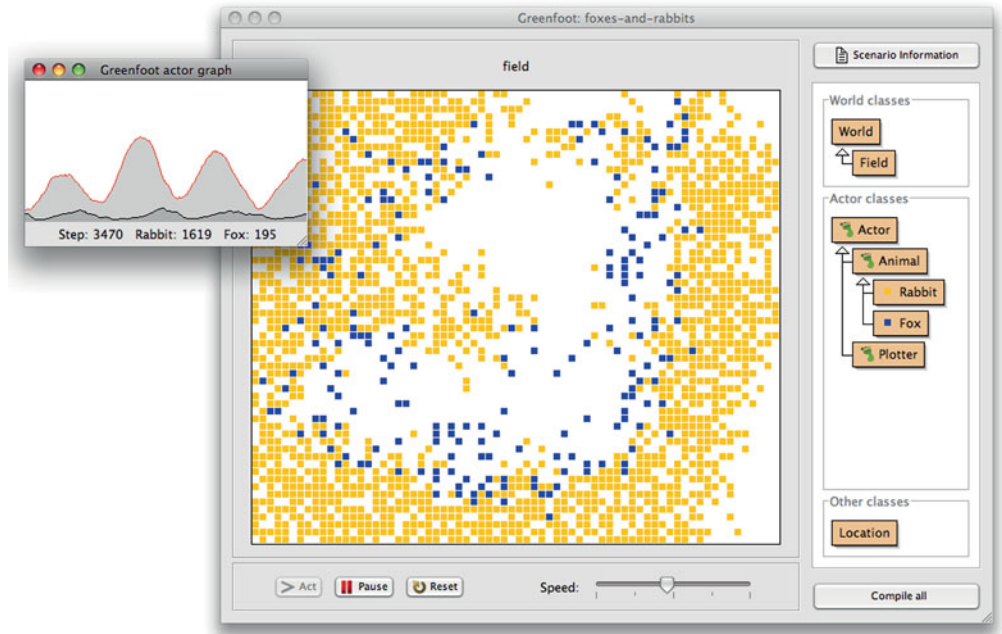 Greenfoot: foxes-and-rabbits
Greenfoot actor graph
Step: 3470 Rabbit: 1619 Fox: 195
field
Scenario Information
World classes
World
Field
Actor classes
Actor
Animal
Rabbit
Fox
Plotter
Other classes
Location
Act
Pause
Reset
Speed:
Compile all